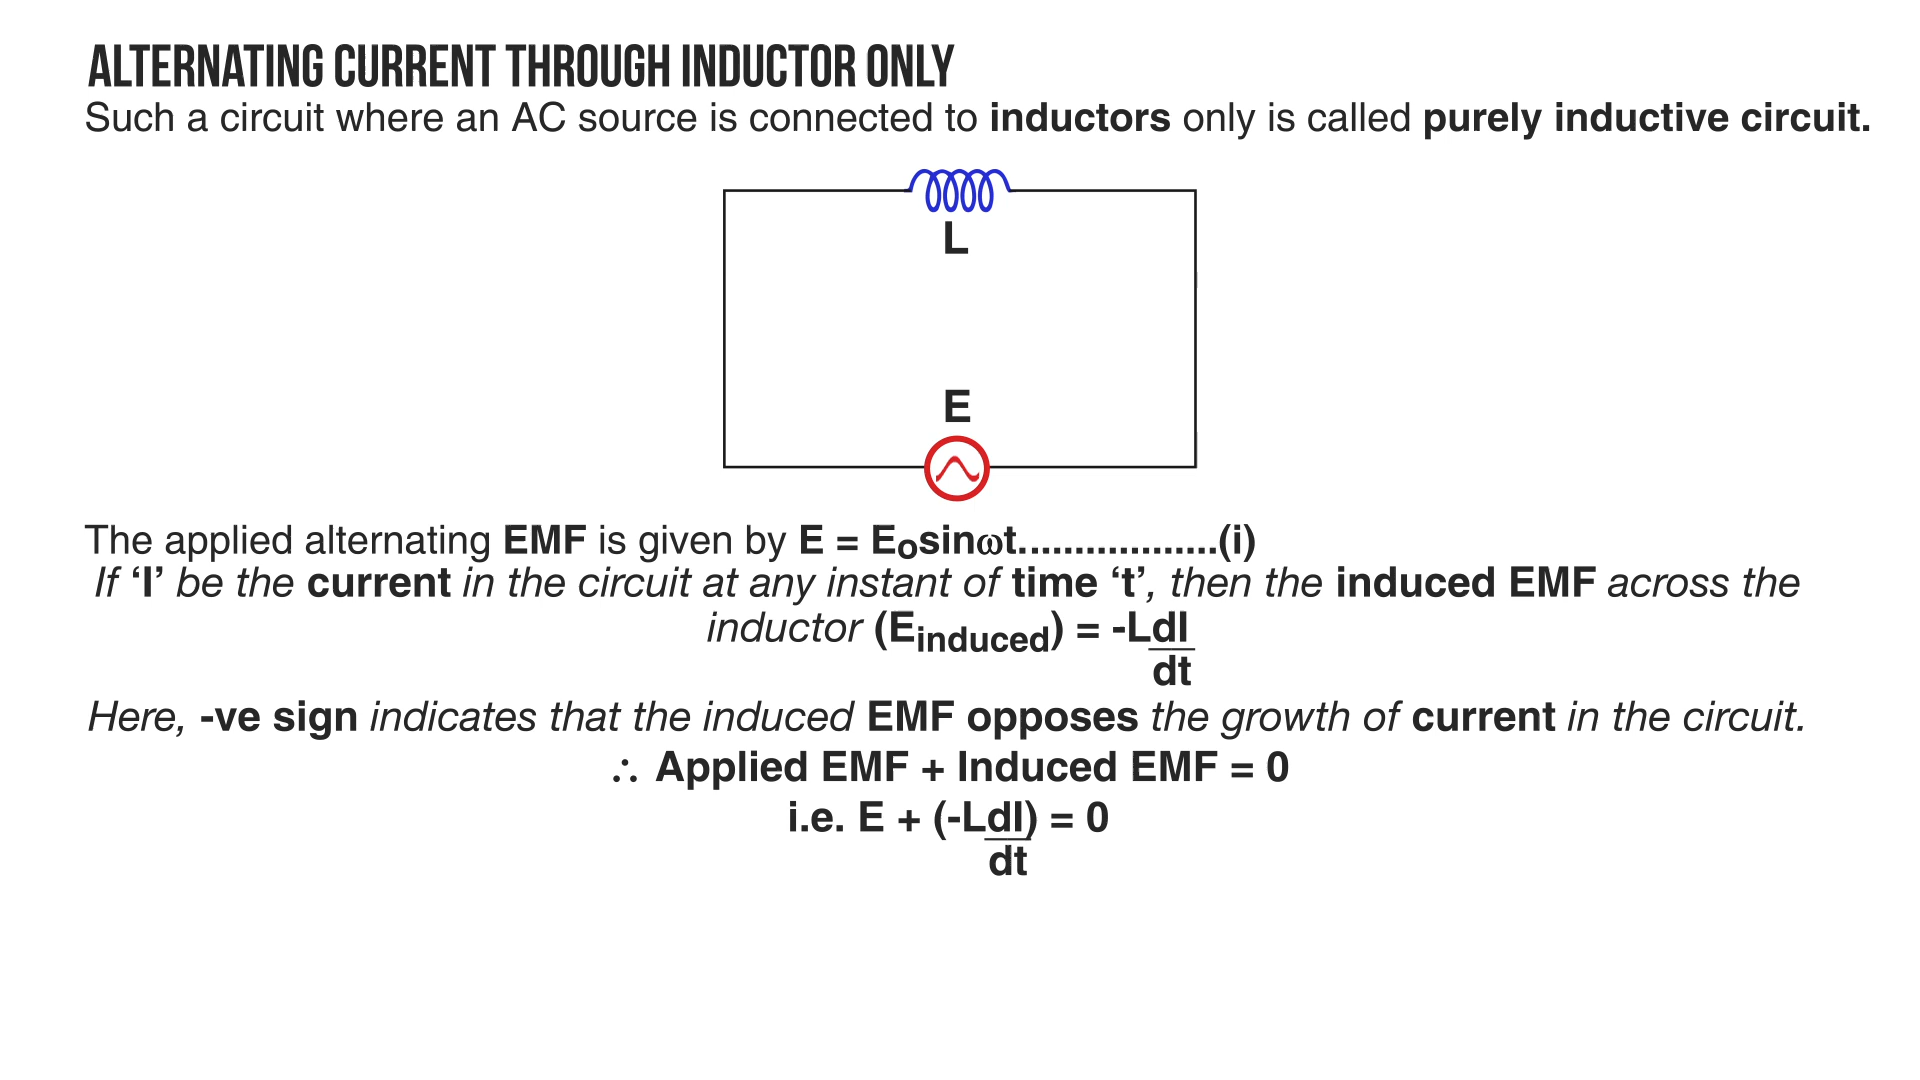 ALTERNATING CURRENT THROUGH INDUCTOR ONLY
Such a circuit where an AC source is connected to inductors only is called purely inductive circuit.
L
E
The applied alternating EMF is given by E = Eosinωt..................(i)
If ‘I’ be the current in the circuit at any instant of time ‘t’, then the induced EMF across the
inductor (Einduced) = -LdI
dt
Here, -ve sign indicates that the induced EMF opposes the growth of current in the circuit.
∴ Applied EMF + Induced EMF = 0
i.e. E + (-LdI) = 0
dt